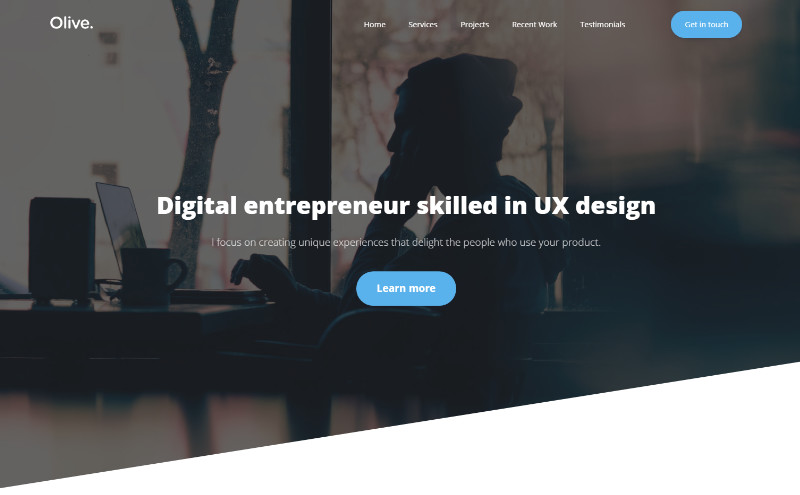 Olive.
Home Services Projects Recent Work Testimonials Get in touch
Digital entrepreneur skilled in UX design
I focus on creating unique experiences that delight the people who use your product.
Learn more